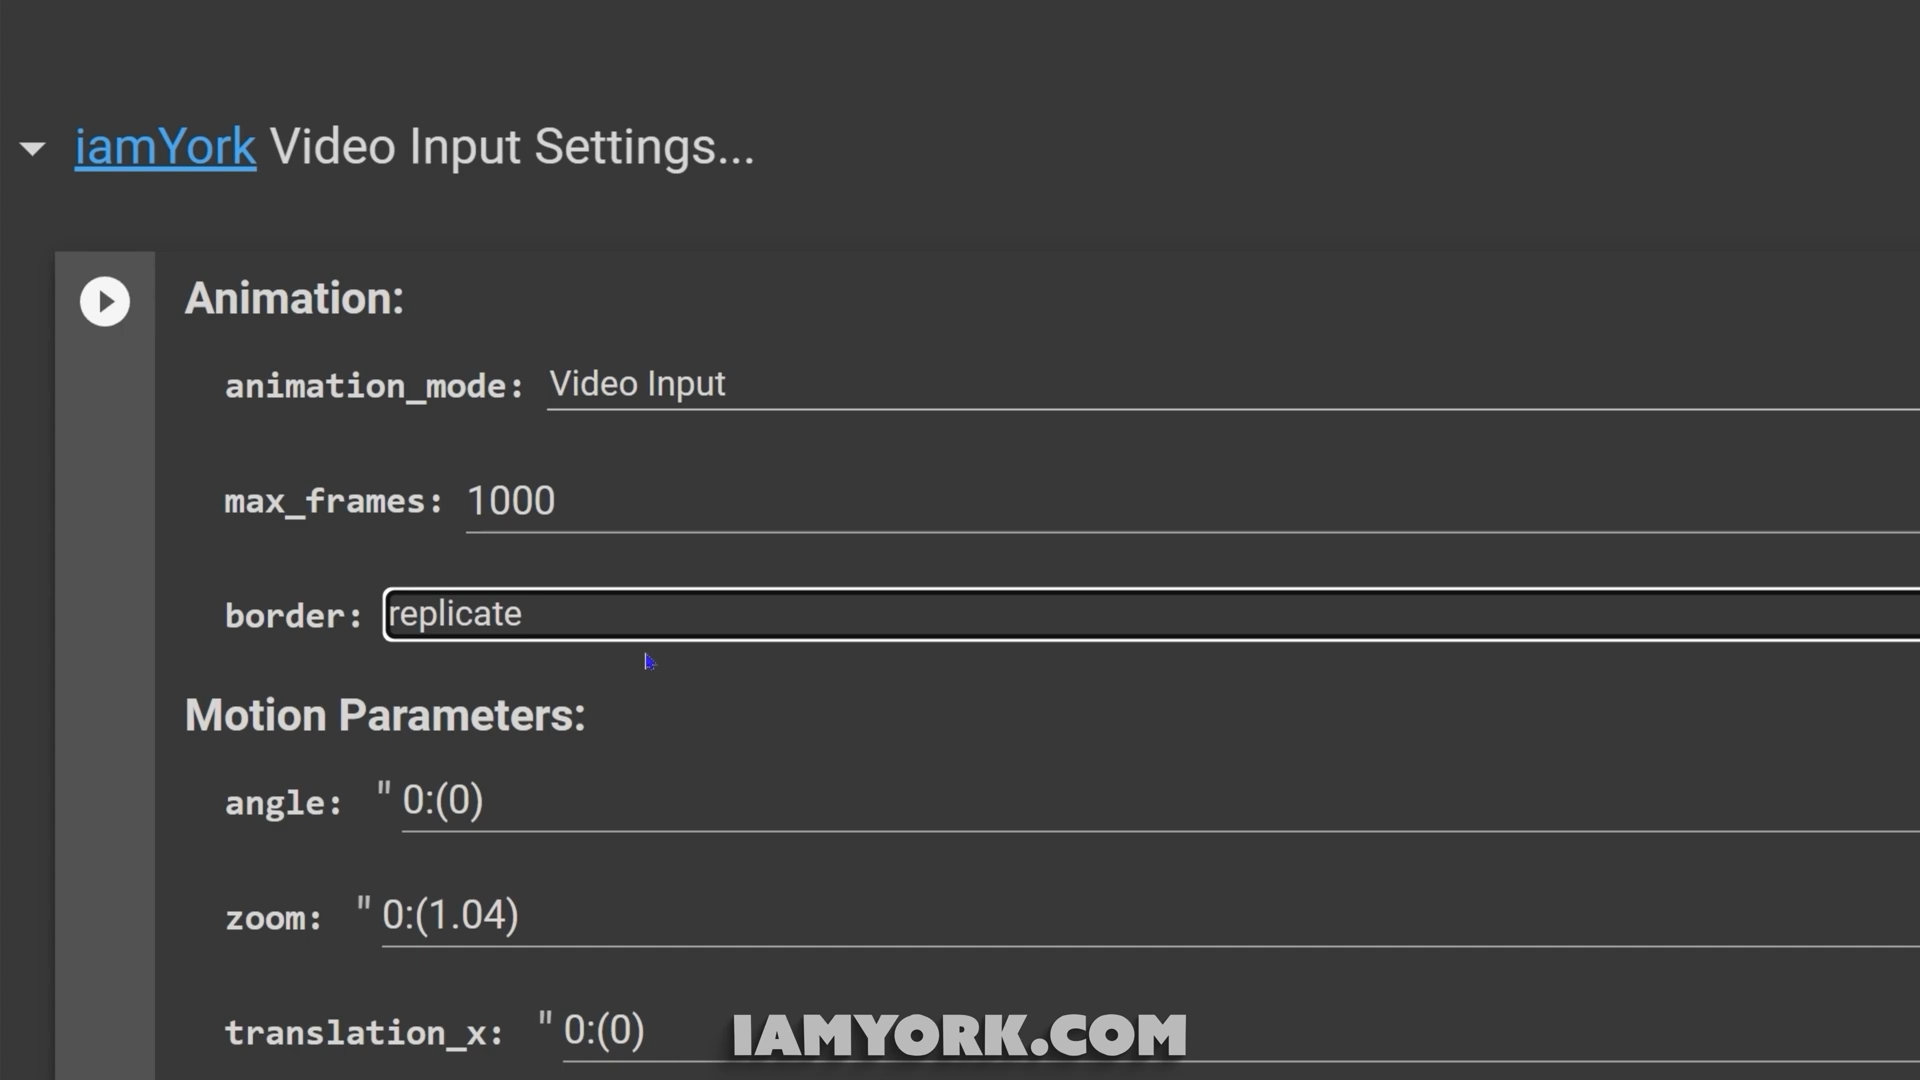 iamYork Video Input Settings...
Animation:
animation_mode: Video Input
max_frames: 1000
border: replicate
Motion Parameters:
angle: " 0:(0)
zoom: " 0:(1.04)
translation_x: " 0:(0)
IAMYORK.COM